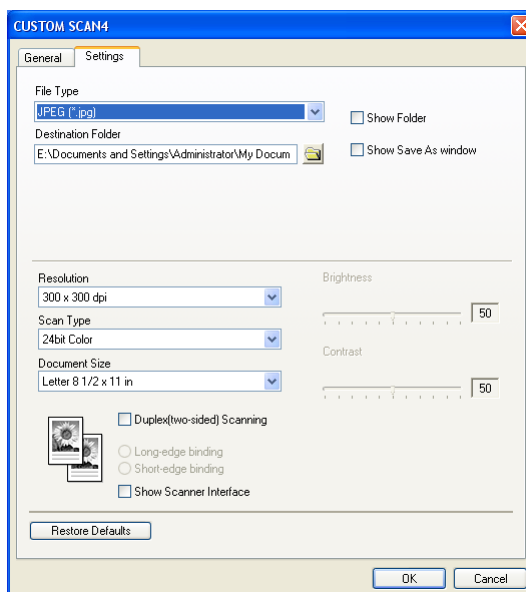 CUSTOM SCAN4
General Settings
File Type
JPEG (*.jpg)
Show Folder
Destination Folder
E:\Documents and Settings\Administrator\My Docum
Show Save As window
Resolution
300 x 300 dpi
Scan Type
24bit Color
Document Size
Letter 8 1/2 x 11 in
Brightness
50
Contrast
50
Duplex(two-sided) Scanning
Long-edge binding
Short-edge binding
Show Scanner Interface
Restore Defaults
OK Cancel